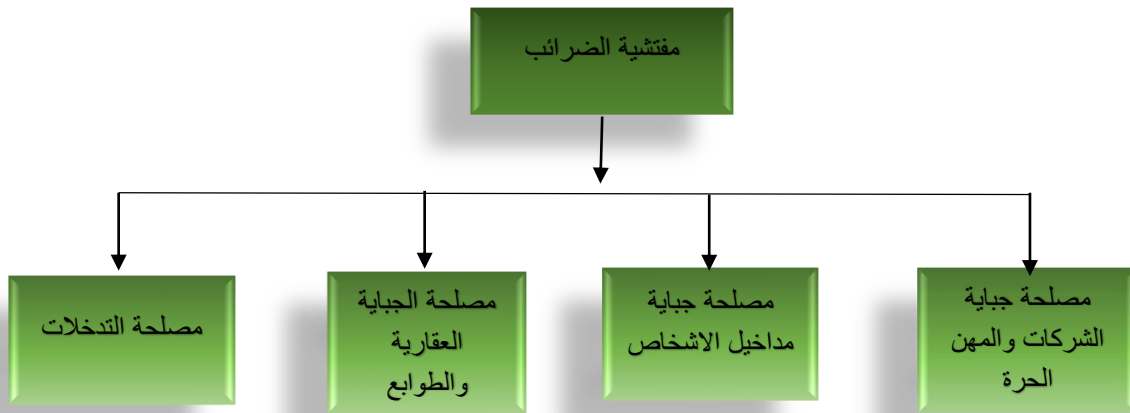 مفتشية الضرائب
مصلحة جباية
الشركات والمهن
الحرة
مصلحة جباية
مداخيل الاشخاص
مصلحة الجباية
العقارية
والطوابع
مصلحة التدخلات